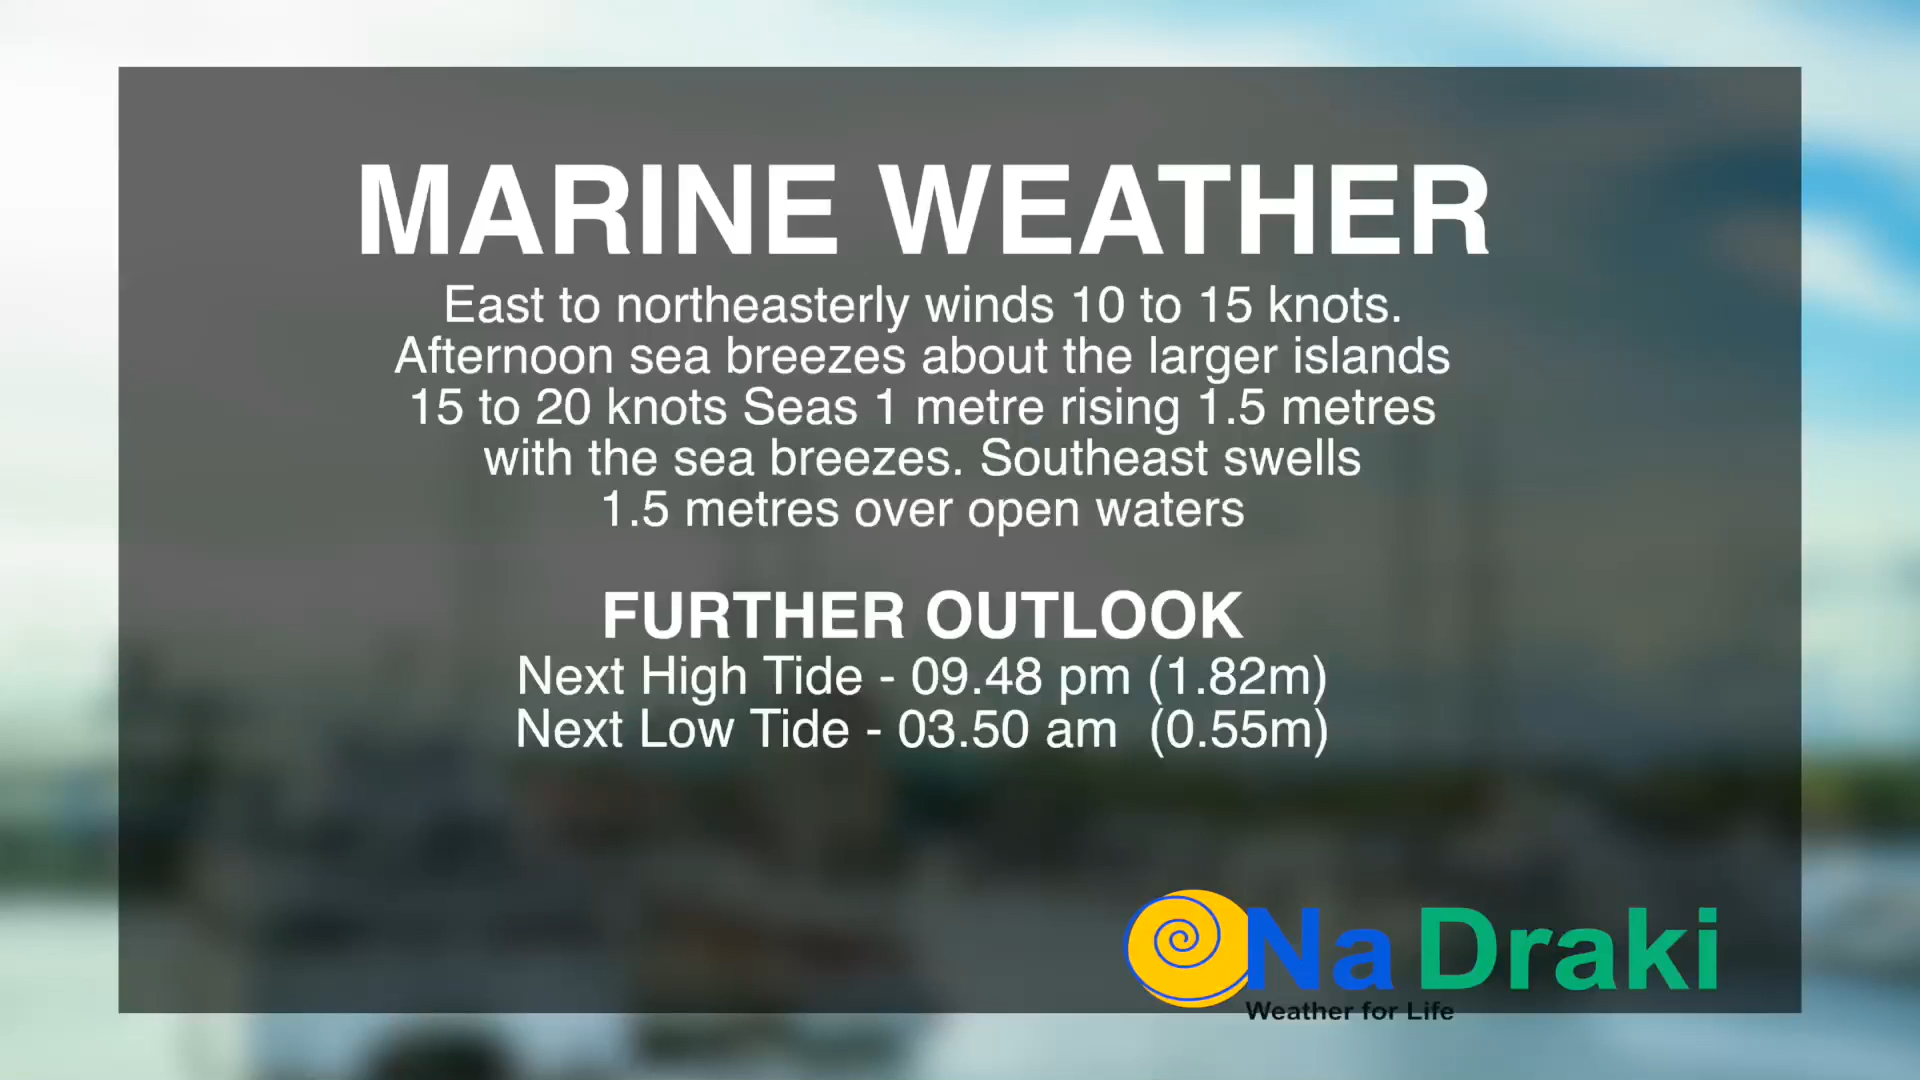 MARINE WEATHER
East to northeasterly winds 10 to 15 knots.
Afternoon sea breezes about the larger islands
15 to 20 knots Seas 1 metre rising 1.5 metres
with the sea breezes. Southeast swells
1.5 metres over open waters
FURTHER OUTLOOK
Next High Tide - 09.48 pm (1.82m)
Next Low Tide - 03.50 am  (0.55m)
Na Draki
Weather for Life